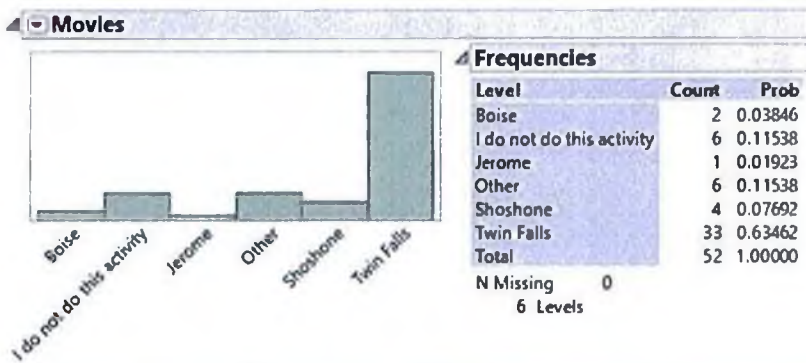 Movies
Boise
I do not do this activity
Jerome
Other
Shoshone
Twin Falls
Frequencies
Level Count Prob
Boise 2 0.03846
I do not do this activity 6 0.11538
Jerome 1 0.01923
Other 6 0.11538
Shoshone 4 0.07692
Twin Falls 33 0.63462
Total 52 1.00000
N Missing 0
6 Levels